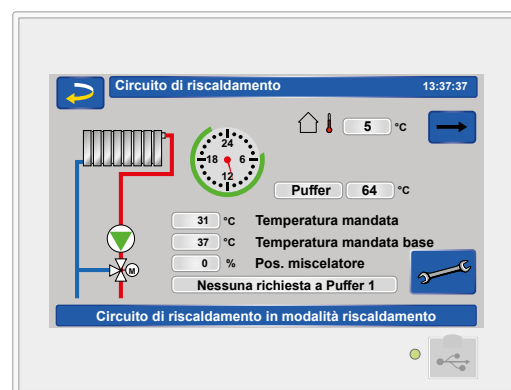 Circuito di riscaldamento 13:37:37
5 °C
24
18 6
12
Puffer 64 °C
31 °C Temperatura mandata
37 °C Temperatura mandata base
0 % Pos. miscelatore
M
Nessuna richiesta a Puffer 1
Circuito di riscaldamento in modalità riscaldamento